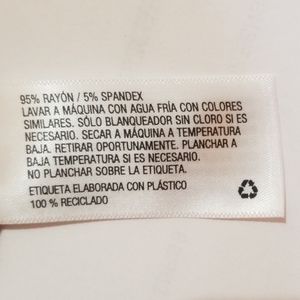 95% RAYÓN / 5% SPANDEX
LAVAR A MÁQUINA CON AGUA FRÍA CON COLORES
SIMILARES. SÓLO BLANQUEADOR SIN CLORO SI ES
NECESARIO. SECAR A MÁQUINA A TEMPERATURA
BAJA. RETIRAR OPORTUNAMENTE. PLANCHAR A
BAJA TEMPERATURA SI ES NECESARIO.
NO PLANCHAR SOBRE LA ETIQUETA.
ETIQUETA ELABORADA CON PLÁSTICO
100 % RECICLADO